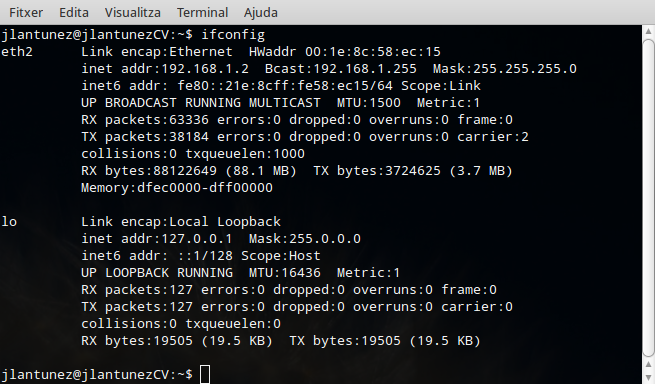 Fitxer Edita Visualitza Terminal Ajuda
jlantunez@jlantunezCV:~$ ifconfig
eth2      Link encap:Ethernet  HWaddr 00:1e:8c:58:ec:15
          inet addr:192.168.1.2  Bcast:192.168.1.255  Mask:255.255.255.0
          inet6 addr: fe80::21e:8cff:fe58:ec15/64 Scope:Link
          UP BROADCAST RUNNING MULTICAST  MTU:1500  Metric:1
          RX packets:63336 errors:0 dropped:0 overruns:0 frame:0
          TX packets:38184 errors:0 dropped:0 overruns:0 carrier:2
          collisions:0 txqueuelen:1000
          RX bytes:88122649 (88.1 MB)  TX bytes:3724625 (3.7 MB)
          Memory:dfec0000-dff00000
lo        Link encap:Local Loopback
          inet addr:127.0.0.1  Mask:255.0.0.0
          inet6 addr: ::1/128 Scope:Host
          UP LOOPBACK RUNNING  MTU:16436  Metric:1
          RX packets:127 errors:0 dropped:0 overruns:0 frame:0
          TX packets:127 errors:0 dropped:0 overruns:0 carrier:0
          collisions:0 txqueuelen:0
          RX bytes:19505 (19.5 KB)  TX bytes:19505 (19.5 KB)
jlantunez@jlantunezCV:~$